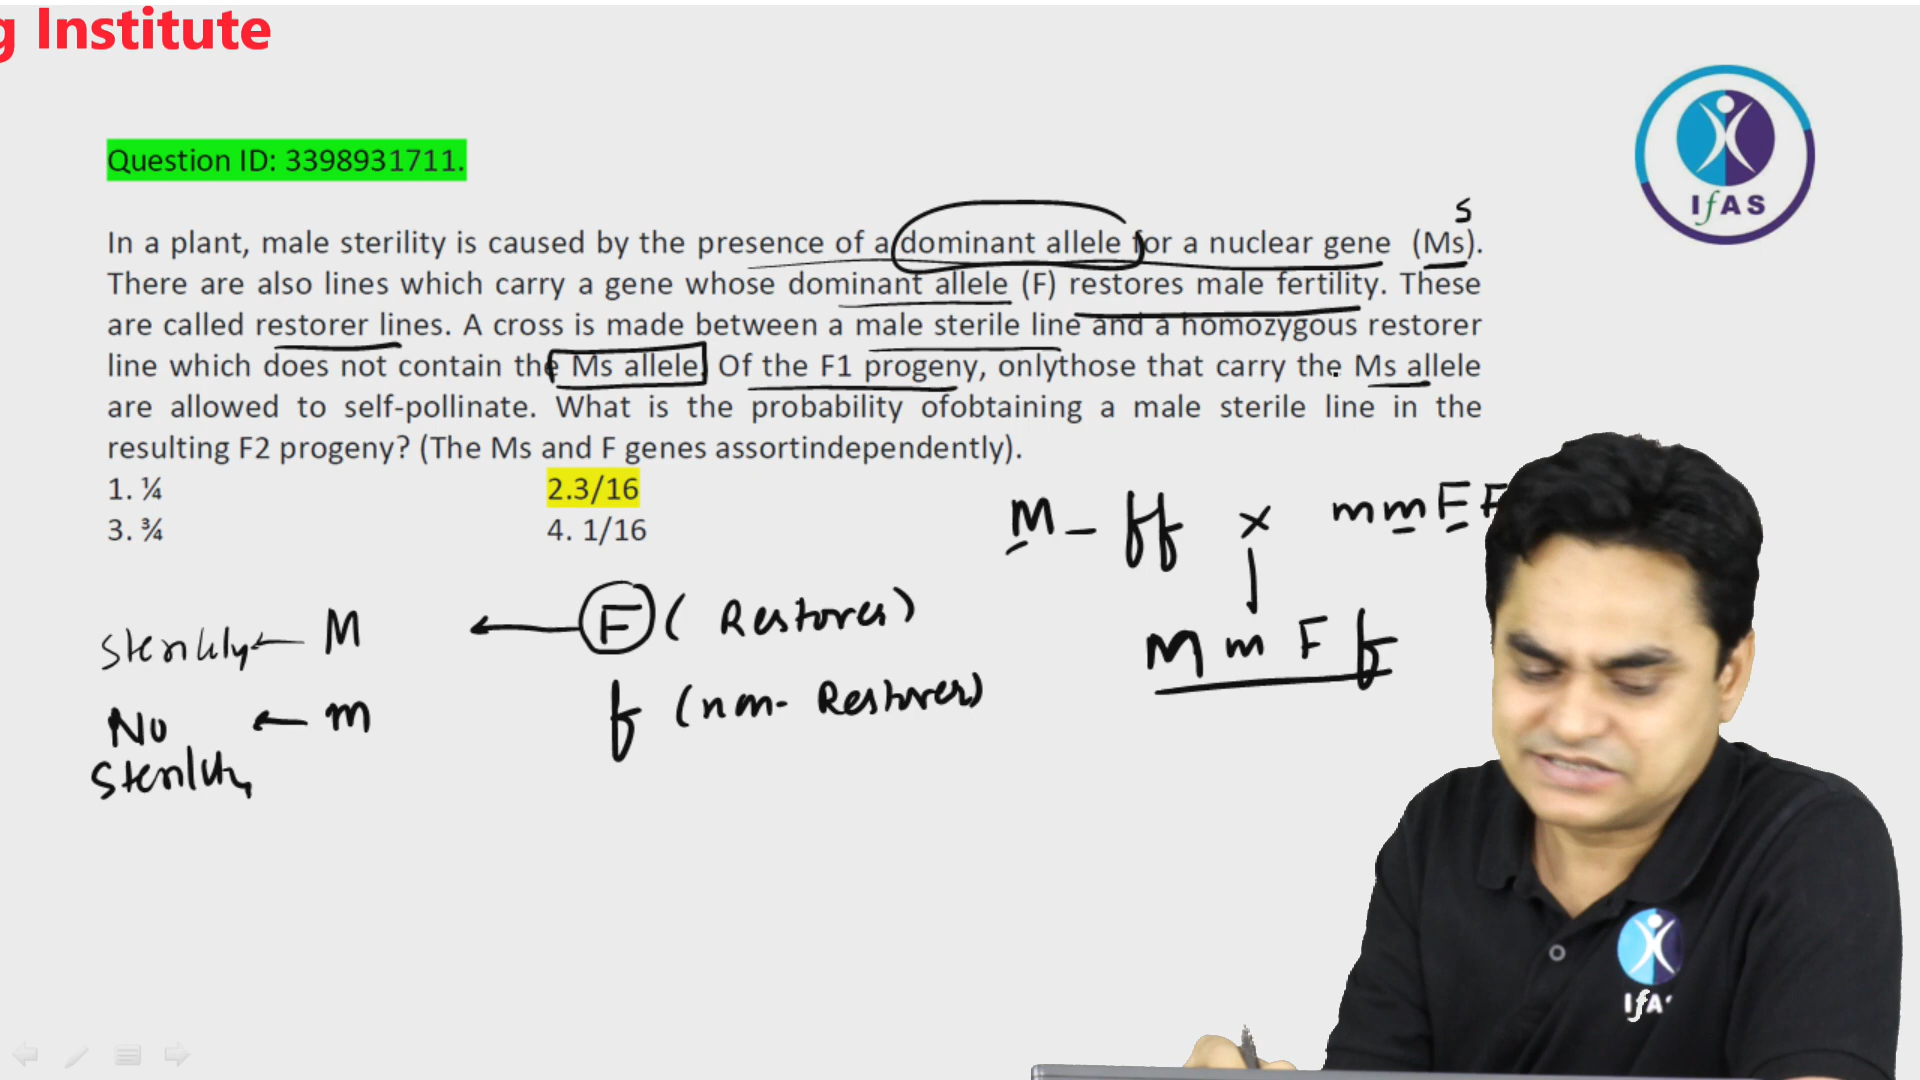 g Institute
IfAS
Question ID: 3398931711.
s
In a plant, male sterility is caused by the presence of a dominant allele for a nuclear gene (Ms).
There are also lines which carry a gene whose dominant allele (F) restores male fertility. These
are called restorer lines. A cross is made between a male sterile line and a homozygous restorer
line which does not contain the Ms allele. Of the F1 progeny, onlythose that carry the Ms allele
are allowed to self-pollinate. What is the probability ofobtaining a male sterile line in the
resulting F2 progeny? (The Ms and F genes assortindependently).
1. ¼ 2.3/16
3. ¾ 4. 1/16
M _ ff × mm F F
Sterility ← M ← F ( Restorer)
M m F f
No ← m f (non- Restorer)
Sterility
IfAS